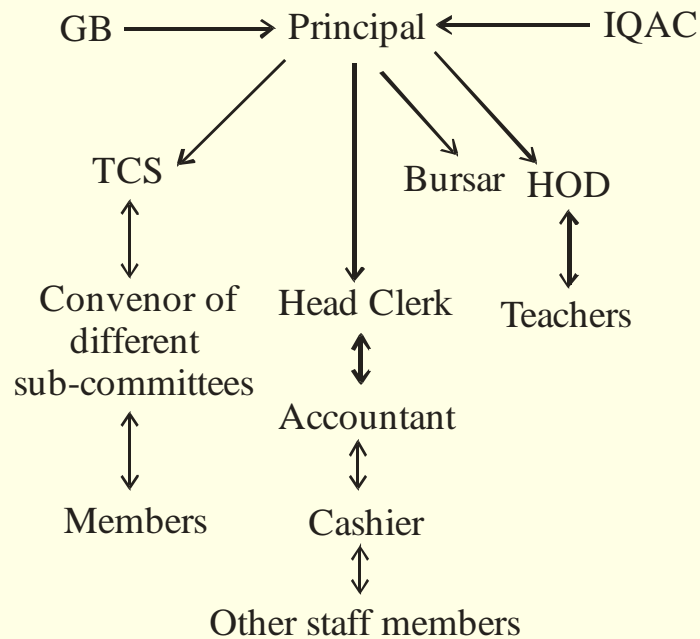 GB
Principal
IQAC
TCS
Bursar
HOD
Convenor of
different
sub-committees
Head Clerk
Teachers
Accountant
Members
Cashier
Other staff members